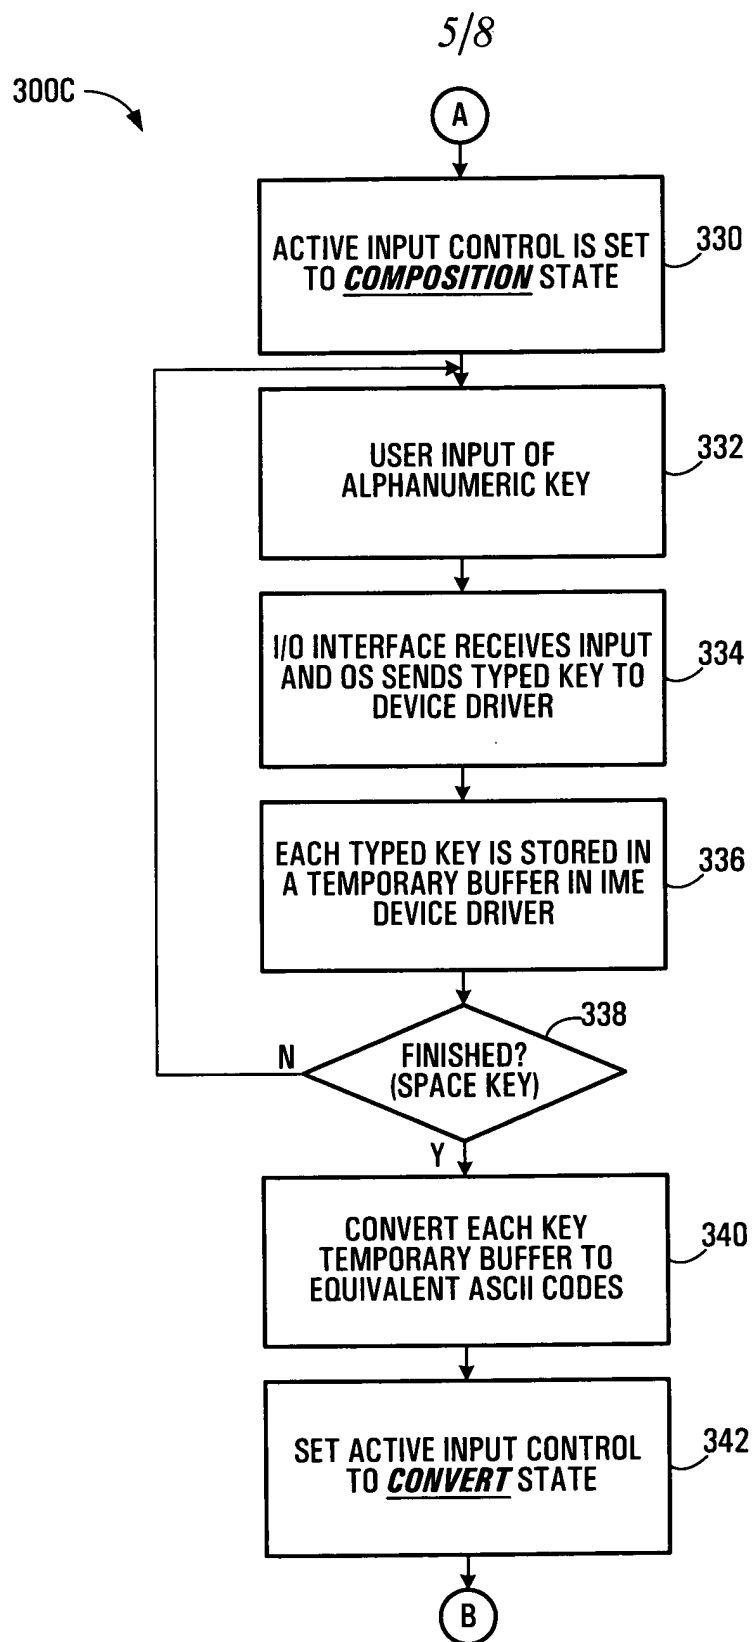 5/8
300C
A
ACTIVE INPUT CONTROL IS SET
TO COMPOSITION STATE
330
USER INPUT OF
ALPHANUMERIC KEY
332
I/O INTERFACE RECEIVES INPUT
AND OS SENDS TYPED KEY TO
DEVICE DRIVER
334
EACH TYPED KEY IS STORED IN
A TEMPORARY BUFFER IN IME
DEVICE DRIVER
336
338
N
FINISHED?
(SPACE KEY)
Y
CONVERT EACH KEY
TEMPORARY BUFFER TO
EQUIVALENT ASCII CODES
340
SET ACTIVE INPUT CONTROL
TO CONVERT STATE
342
B